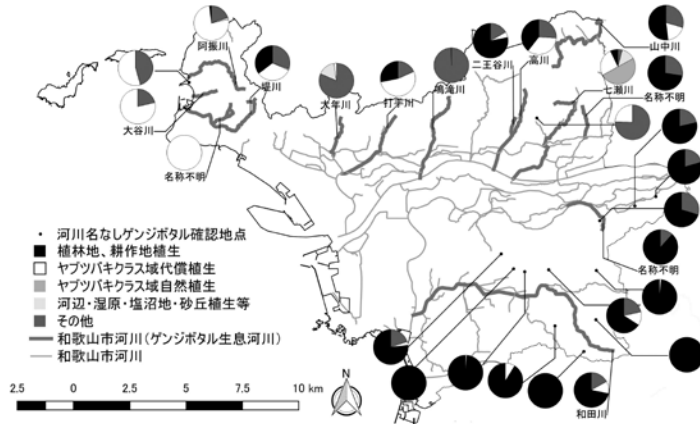 阿振川
堤川
大谷川
名称不明
大年川
打手川
鳴滝川
二王谷川
高川
山中川
七瀬川
名称不明
名称不明
和田川
・ 河川名なしゲンジボタル確認地点
植林地、耕作地植生
ヤブツバキクラス域代償植生
ヤブツバキクラス域自然植生
河辺・湿原・塩沼地・砂丘植生等
その他
和歌山市河川(ゲンジボタル生息河川)
和歌山市河川
2.5 0 2.5 5 7.5 10 km
N